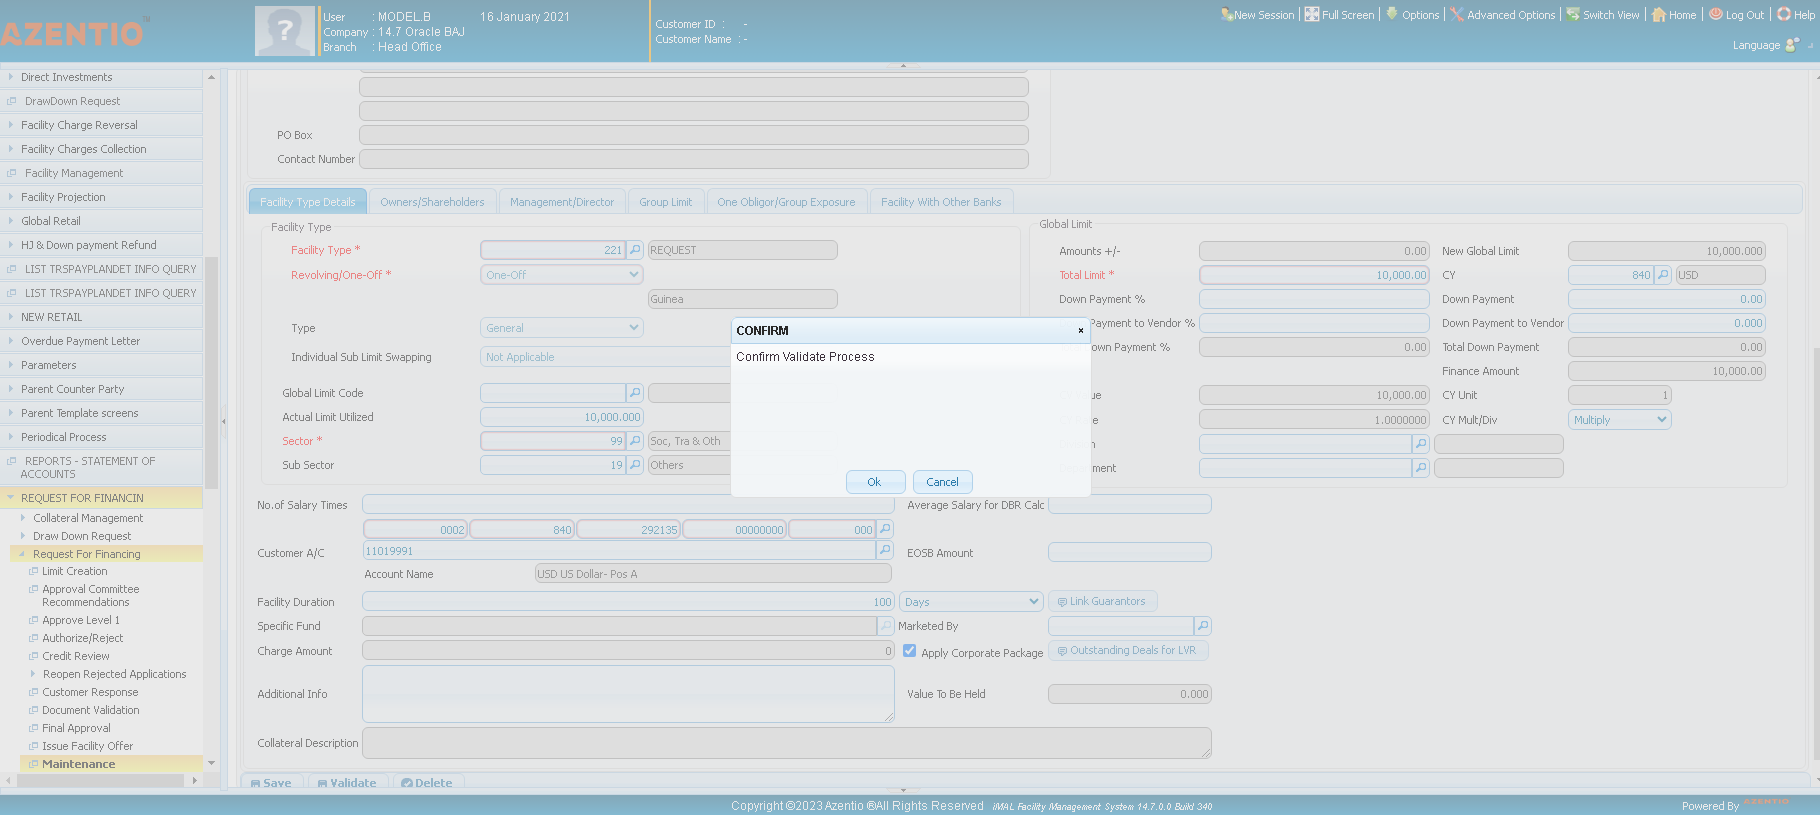 AZENTIO™
User : MODEL.B 16 January 2021
Company : 14.7 Oracle BAJ
Branch : Head Office
Customer ID : -
Customer Name : -
New Session Full Screen Options Advanced Options Switch View Home Log Out Help
Language
Direct Investments
DrawDown Request
Facility Charge Reversal
Facility Charges Collection
Facility Management
Facility Projection
Global Retail
HJ & Down payment Refund
LIST TRSPAYPLANDET INFO QUERY
LIST TRSPAYPLANDET INFO QUERY
NEW RETAIL
Overdue Payment Letter
Parameters
Parent Counter Party
Parent Template screens
Periodical Process
REPORTS - STATEMENT OF
ACCOUNTS
REQUEST FOR FINANCIN
Collateral Management
Draw Down Request
Request For Financing
Limit Creation
Approval Committee
Recommendations
Approve Level 1
Authorize/Reject
Credit Review
Reopen Rejected Applications
Customer Response
Document Validation
Final Approval
Issue Facility Offer
Maintenance
PO Box
Contact Number
Facility Type Details Owners/Shareholders Management/Director Group Limit One Obligor/Group Exposure Facility With Other Banks
Facility Type
Facility Type * 221 REQUEST
Revolving/One-Off * One-Off
Guinea
Type General
Individual Sub Limit Swapping Not Applicable
Global Limit Code
Actual Limit Utilized 10,000.000
Sector * 99 Soc, Tra & Oth
Sub Sector 19 Others
Global Limit
Amounts +/- 0.00 New Global Limit 10,000.000
Total Limit * 10,000.00 CY 840 USD
Down Payment % Down Payment 0.00
Payment to Vendor % Down Payment to Vendor 0.000
Down Payment % 0.00 Total Down Payment 0.00
Finance Amount 10,000.00
10,000.00 CY Unit 1
1.0000000 CY Mult/Div Multiply
CONFIRM ×
Confirm Validate Process
Ok Cancel
No.of Salary Times Average Salary for DBR Calc
0002 840 292135 00000000 000
Customer A/C 11019991 EOSB Amount
Account Name USD US Dollar- Pos A
Facility Duration 100 Days Link Guarantors
Specific Fund Marketed By
Charge Amount 0 Apply Corporate Package Outstanding Deals for LVR
Additional Info Value To Be Held 0.000
Collateral Description
Save Validate Delete
Copyright ©2023 Azentio ®All Rights Reserved iMAL Facility Management System 14.7.0.0 Build 340
Powered By AZENTIO